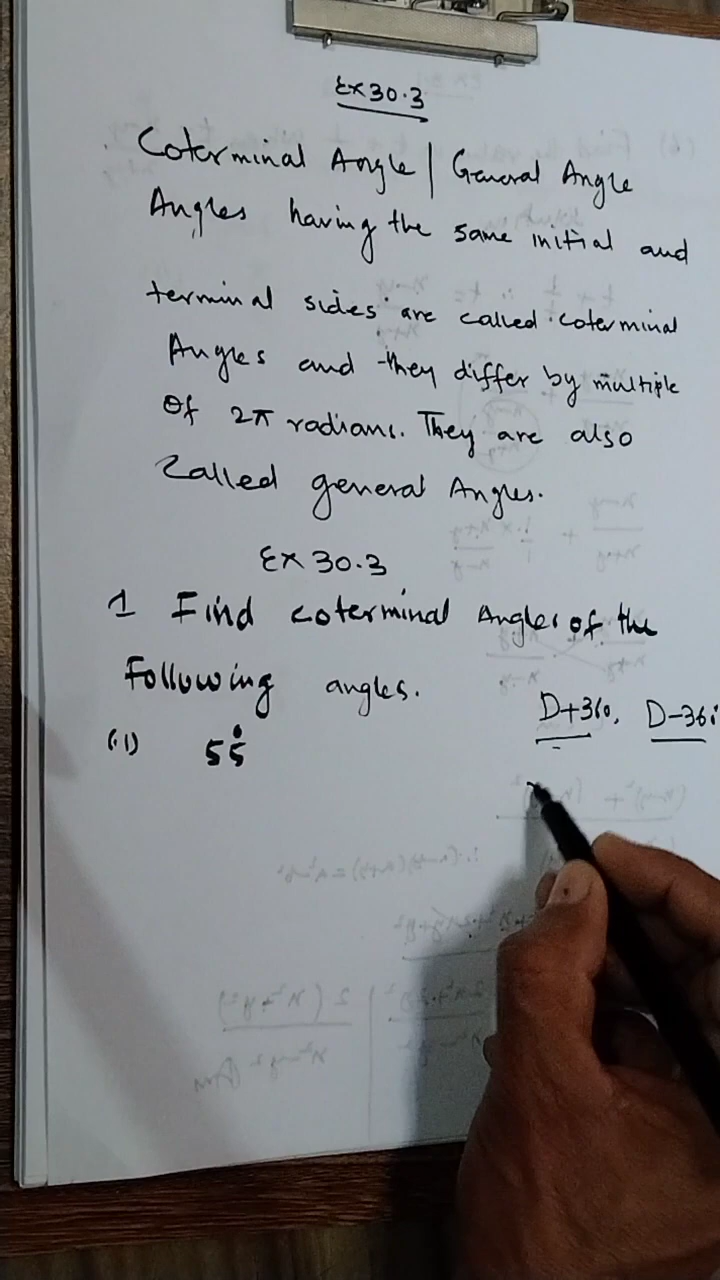 Ex 30.3
Coterminal Angle | General Angle
Angles having the same initial and
terminal sides are called coterminal
Angles and they differ by multiple
of 2π radians. They are also
called general Angles.
Ex 30.3
1 Find coterminal Angles of the
Following angles.
D+360, D-360
(i) 55°